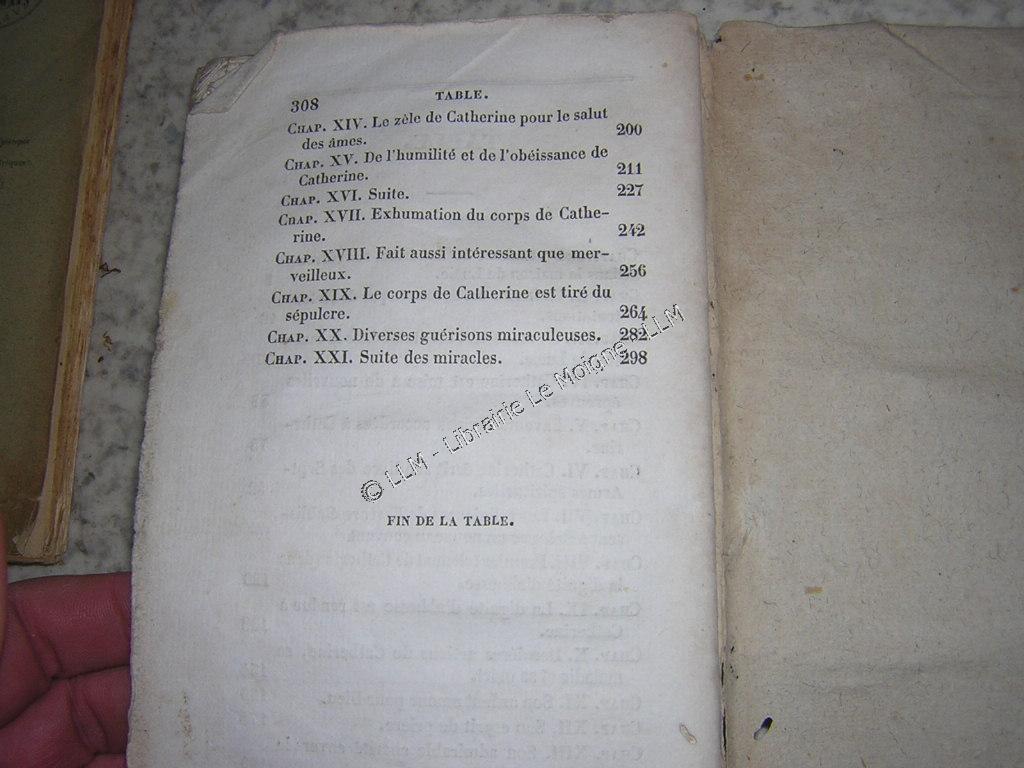 308
TABLE.
CHAP. XIV. Le zèle de Catherine pour le salut
des âmes. 200
CHAP. XV. De l'humilité et de l'obéissance de
Catherine. 211
CHAP. XVI. Suite. 227
CHAP. XVII. Exhumation du corps de Cathe-
rine. 242
CHAP. XVIII. Fait aussi intéressant que mer-
veilleux. 256
CHAP. XIX. Le corps de Catherine est tiré du
sépulcre. 264
CHAP. XX. Diverses guérisons miraculeuses. 282
CHAP. XXI. Suite des miracles. 298
© LLM - Librairie Le Moigne - LLM
FIN DE LA TABLE.